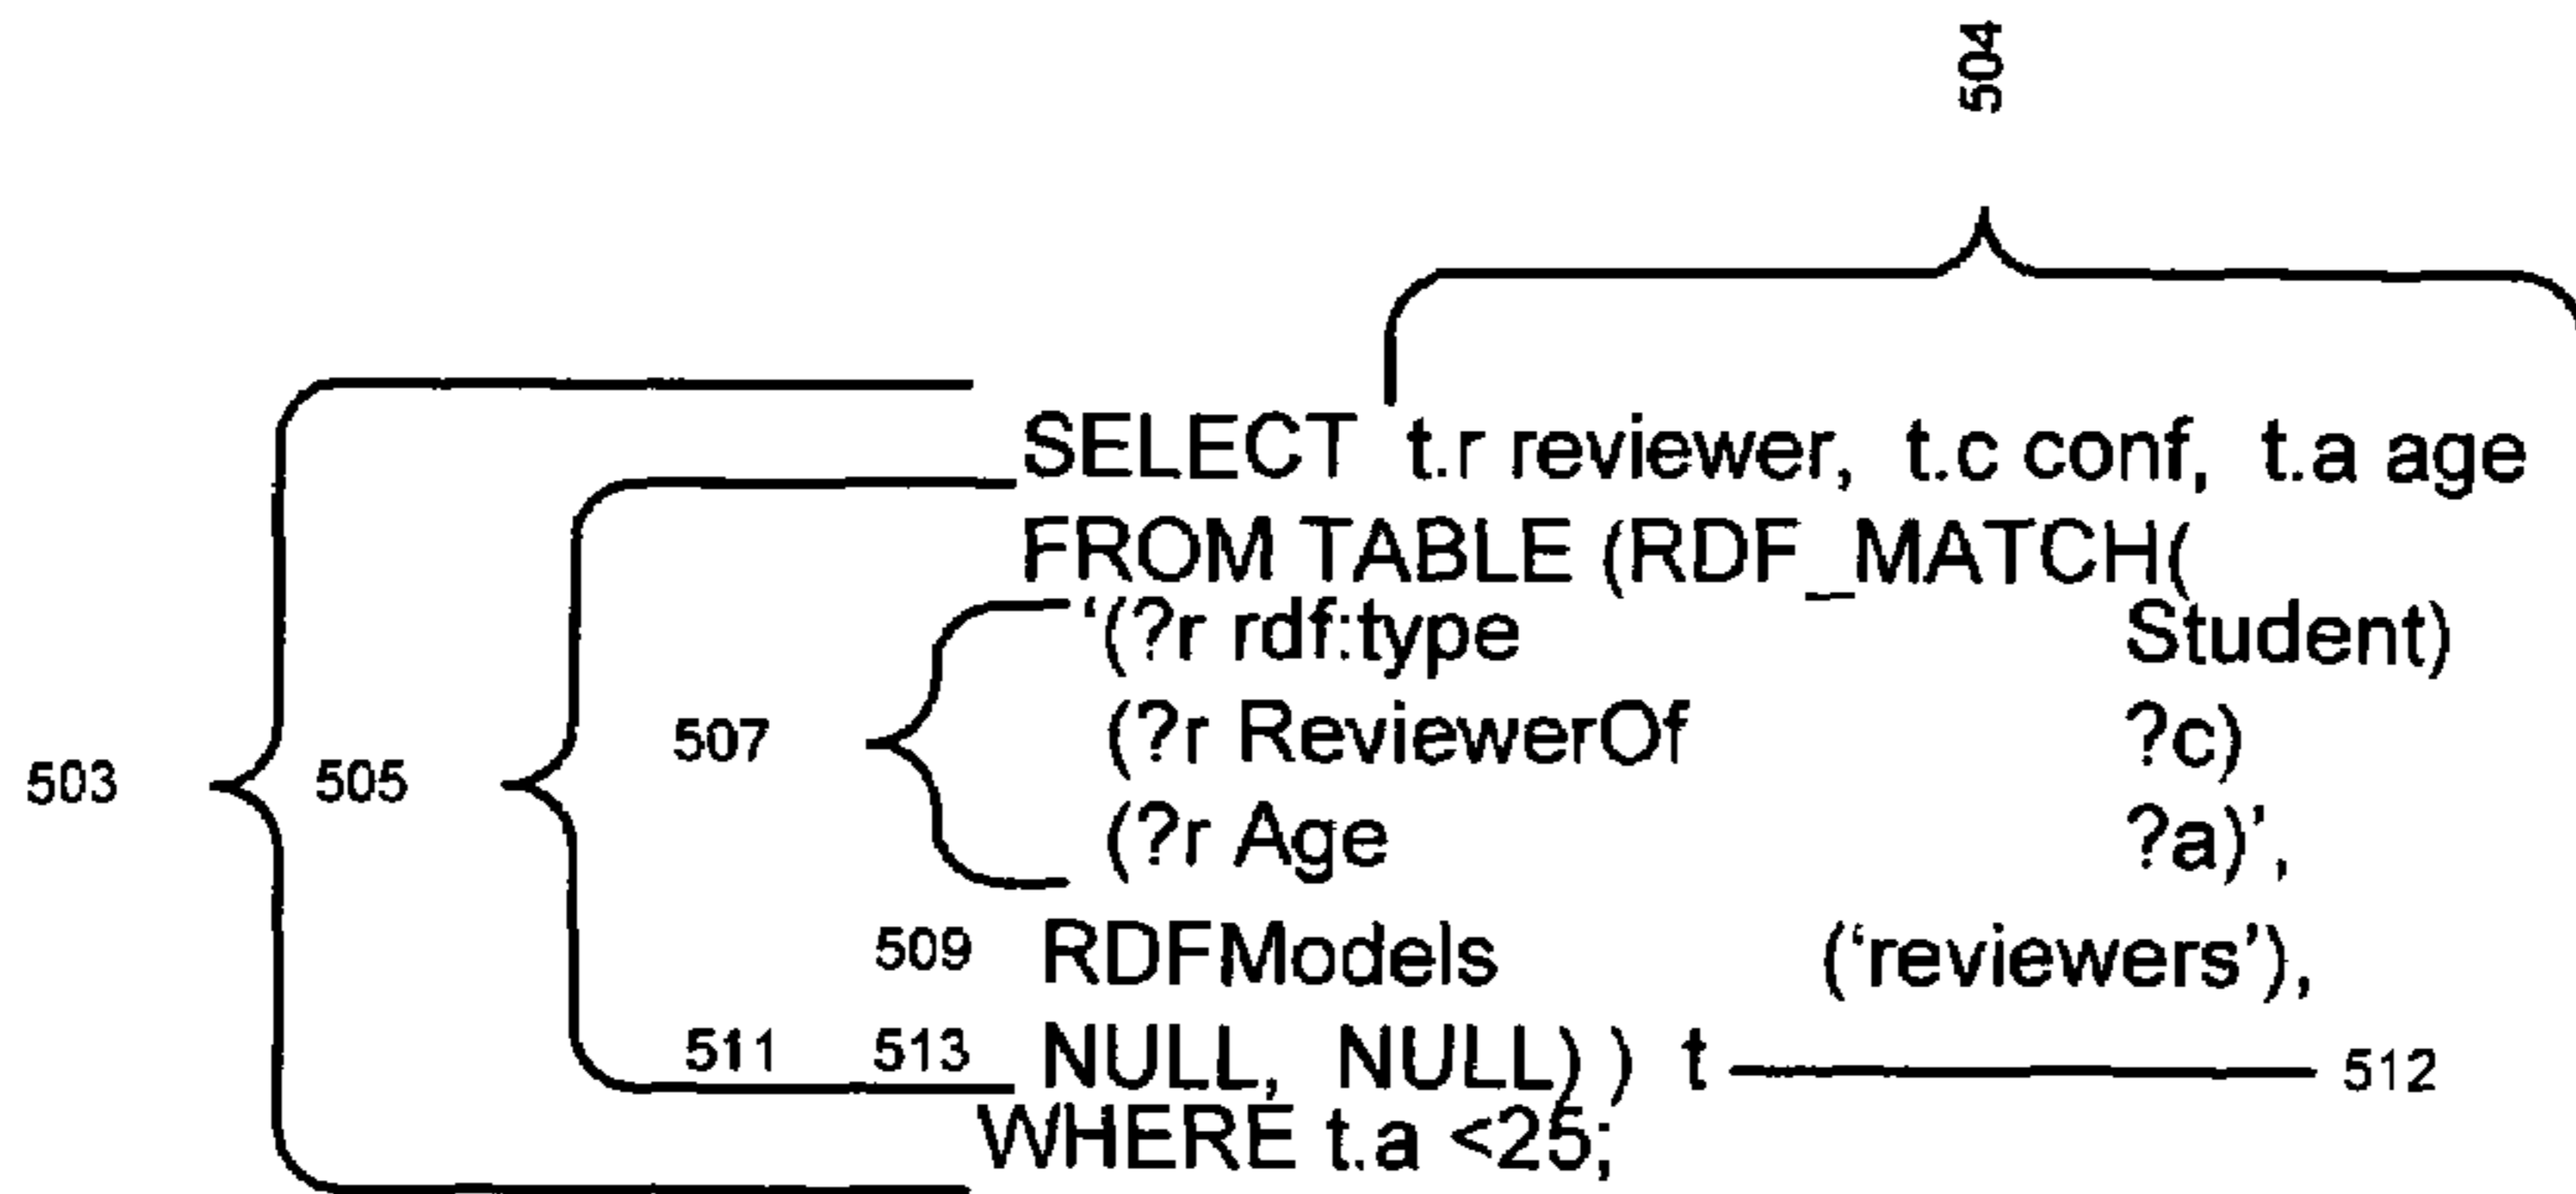 504
SELECT t.r reviewer, t.c conf, t.a age
FROM TABLE (RDF_MATCH(
‘(?r rdf:type Student)
507 (?r ReviewerOf ?c)
503 505
(?r Age ?a)’,
509 RDFModels (‘reviewers’),
511 513 NULL, NULL) ) t 512
WHERE t.a <25;